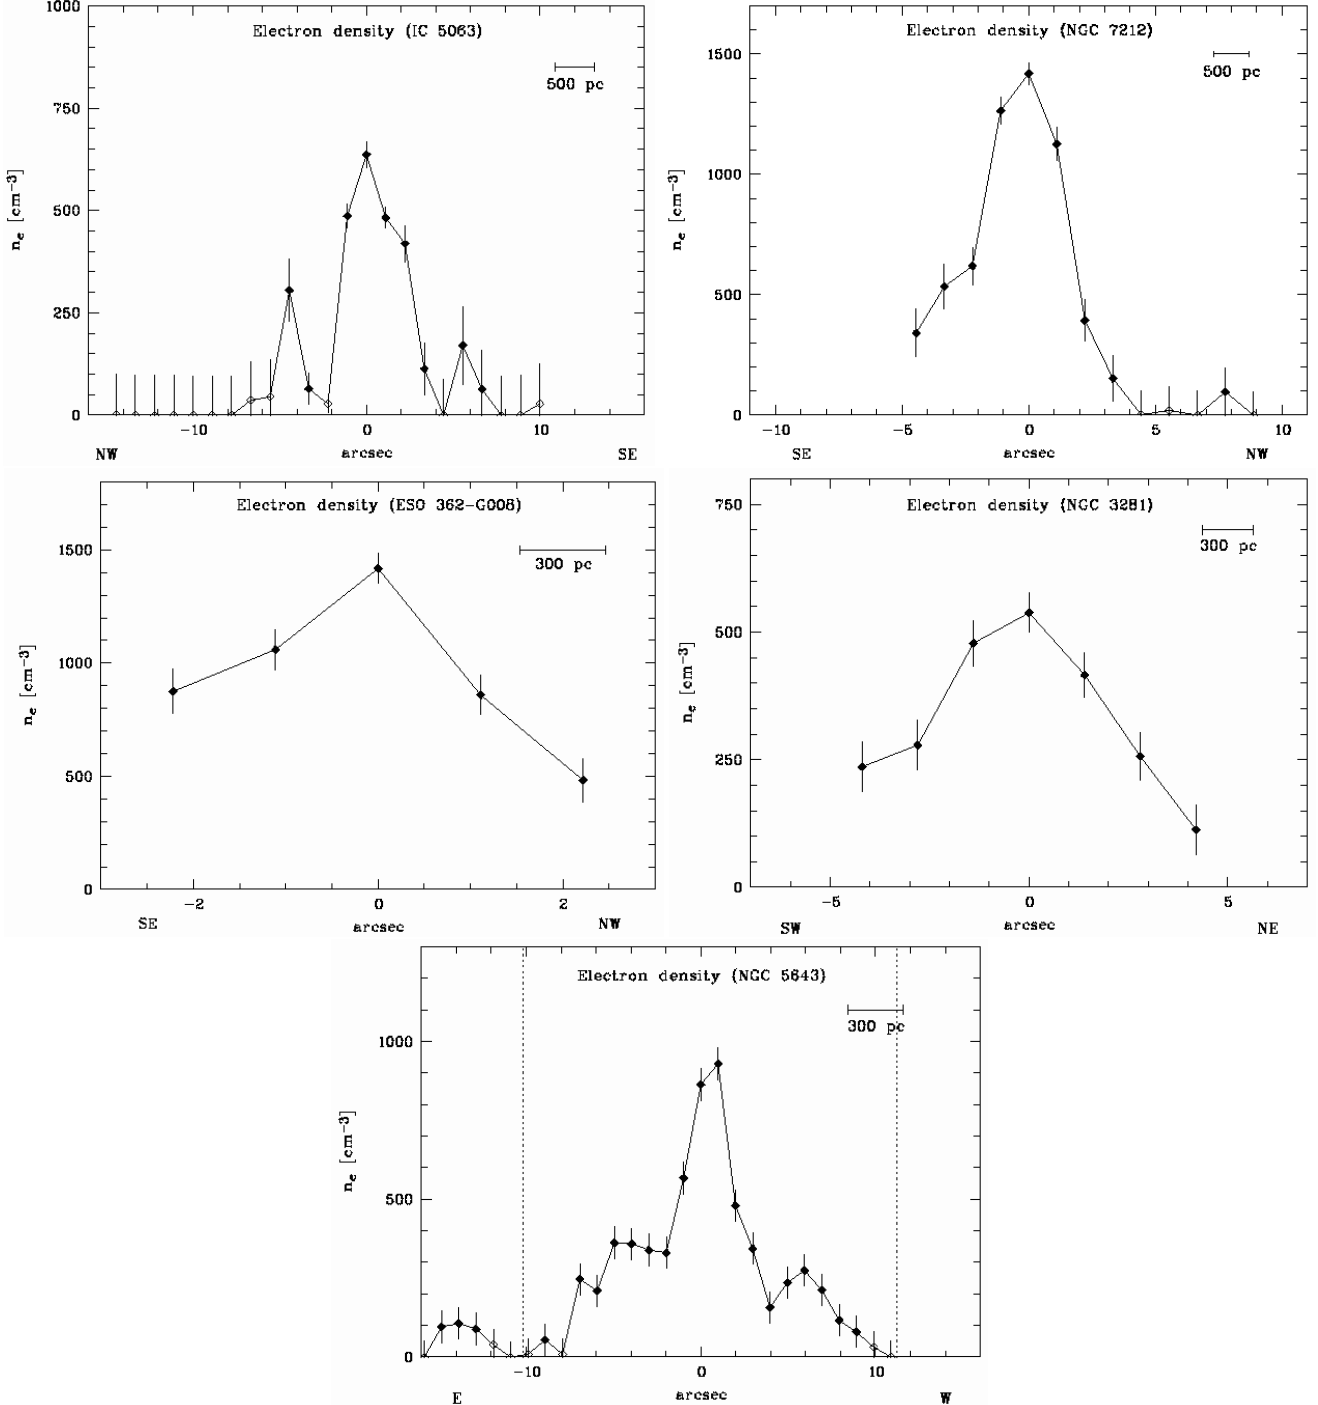 Electron density (IC 5063)
500 pc
1000
750
500
250
0
n_e [cm−3]
−10 0 10
NW arcsec SE
Electron density (NGC 7212)
500 pc
1500
1000
500
0
n_e [cm−3]
−10 −5 0 5 10
SE arcsec NW
Electron density (ESO 362−G008)
300 pc
1500
1000
500
0
n_e [cm−3]
−2 0 2
SE arcsec NW
Electron density (NGC 3281)
300 pc
750
500
250
0
n_e [cm−3]
−5 0 5
SW arcsec NE
Electron density (NGC 5643)
300 pc
1000
500
0
n_e [cm−3]
−10 0 10
E arcsec W